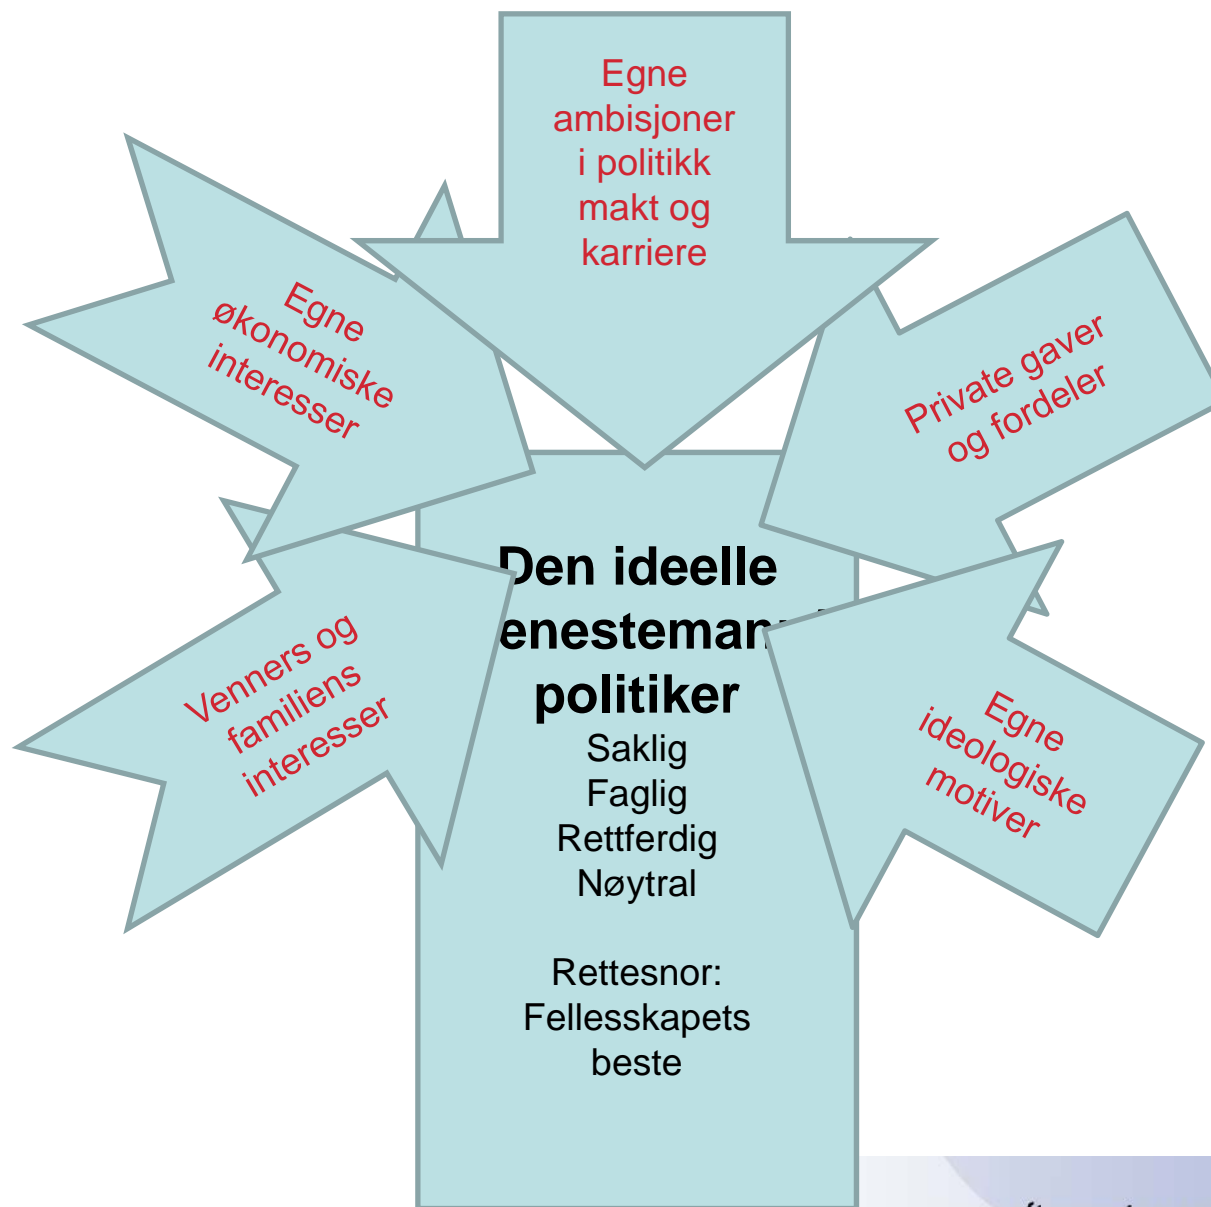 Egne
ambisjoner
i politikk
makt og
karriere
Egne
økonomiske
interesser
Private gaver
og fordeler
Venners og
familiens
interesser
Egne
ideologiske
motiver
Den ideelle
enestemann
politiker
Saklig
Faglig
Rettferdig
Nøytral
Rettesnor:
Fellesskapets
beste